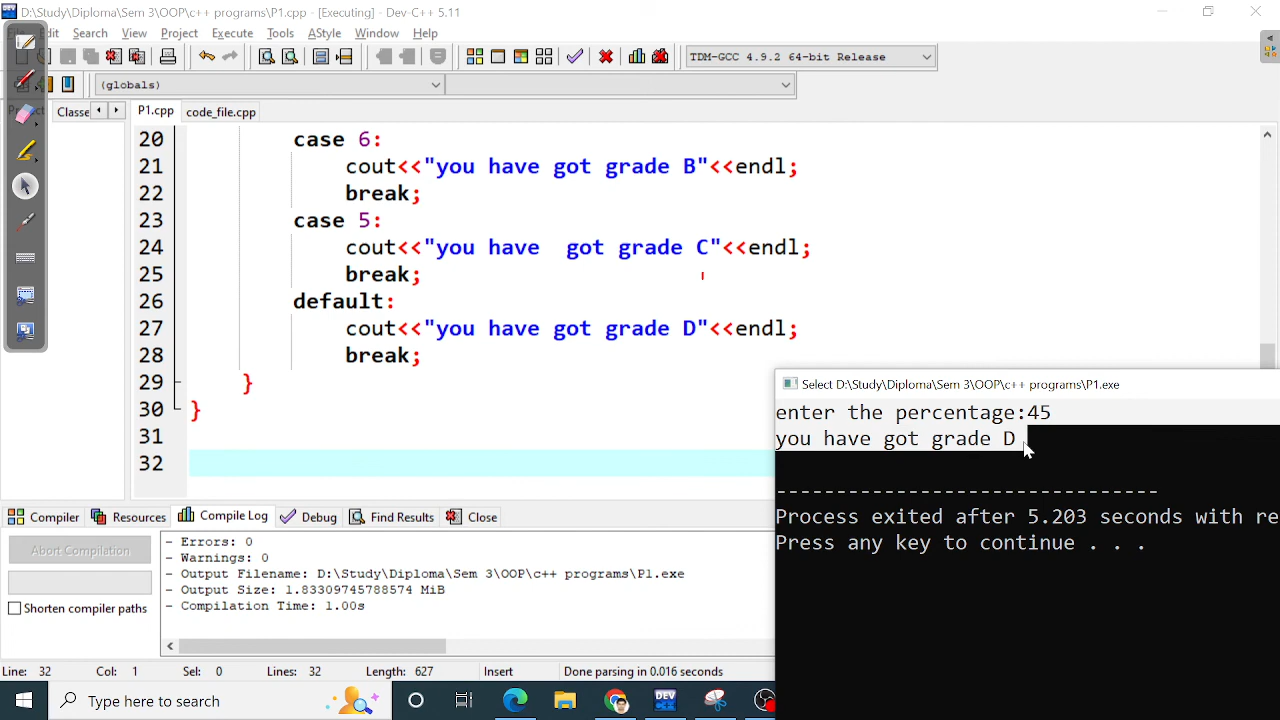 D:\Study\Diploma\Sem 3\OOP\c++ programs\P1.cpp - [Executing] - Dev-C++ 5.11
Search View Project Execute Tools AStyle Window Help
TDM-GCC 4.9.2 64-bit Release
(globals)
Classe P1.cpp code_file.cpp
20 case 6:
21 cout<<"you have got grade B"<<endl;
22 break;
23 case 5:
24 cout<<"you have  got grade C"<<endl;
25 break;
26 default:
27 cout<<"you have got grade D"<<endl;
28 break;
29 }
30 }
31
32
Select D:\Study\Diploma\Sem 3\OOP\c++ programs\P1.exe
enter the percentage:45
you have got grade D
--------------------------------
Process exited after 5.203 seconds with re
Press any key to continue . . .
Compiler Resources Compile Log Debug Find Results Close
Abort Compilation
Shorten compiler paths
- Errors: 0
- Warnings: 0
- Output Filename: D:\Study\Diploma\Sem 3\OOP\c++ programs\P1.exe
- Output Size: 1.83309745788574 MiB
- Compilation Time: 1.00s
Line: 32 Col: 1 Sel: 0 Lines: 32 Length: 627 Insert Done parsing in 0.016 seconds
Type here to search
DEV